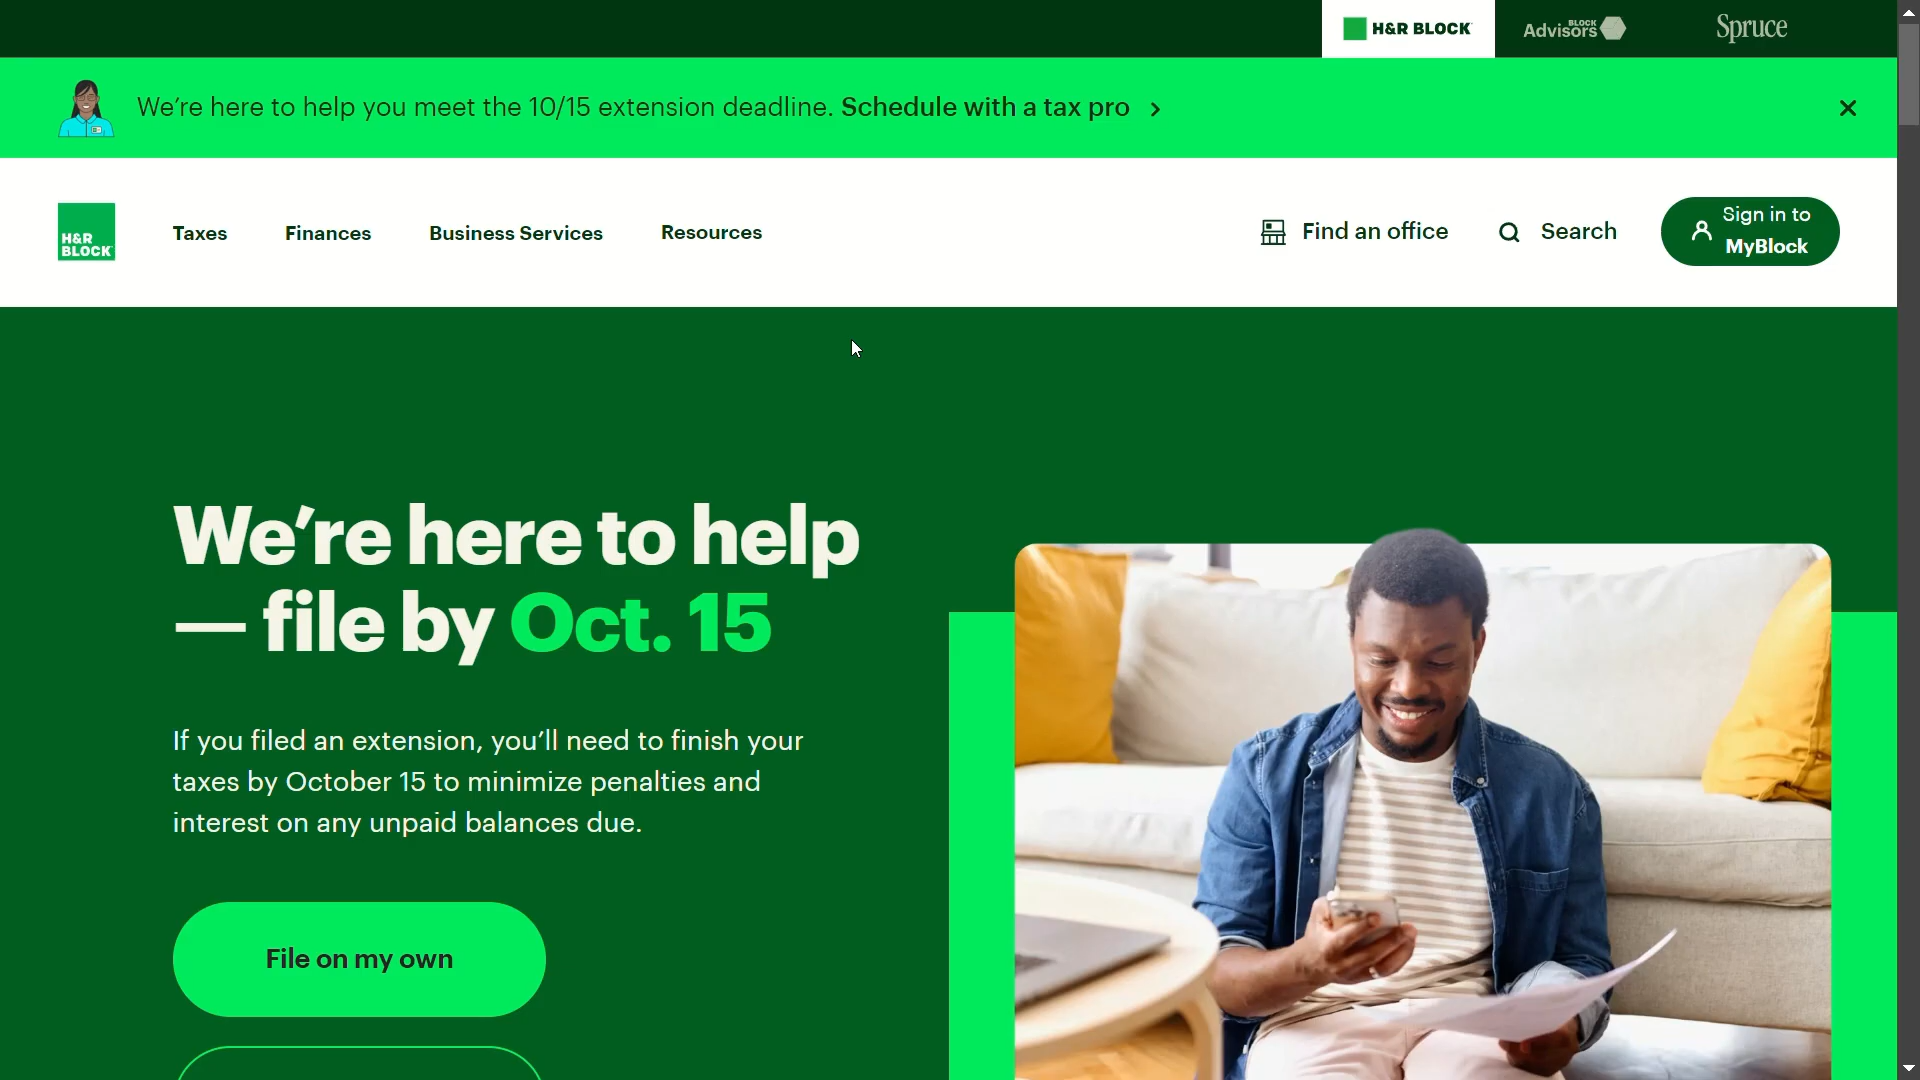 H&R BLOCK
BLOCK
Advisors
Spruce
We're here to help you meet the 10/15 extension deadline. Schedule with a tax pro
H&R
BLOCK
Taxes
Finances
Business Services
Resources
Find an office
Search
Sign in to
MyBlock
We're here to help
— file by Oct. 15
If you filed an extension, you'll need to finish your
taxes by October 15 to minimize penalties and
interest on any unpaid balances due.
File on my own